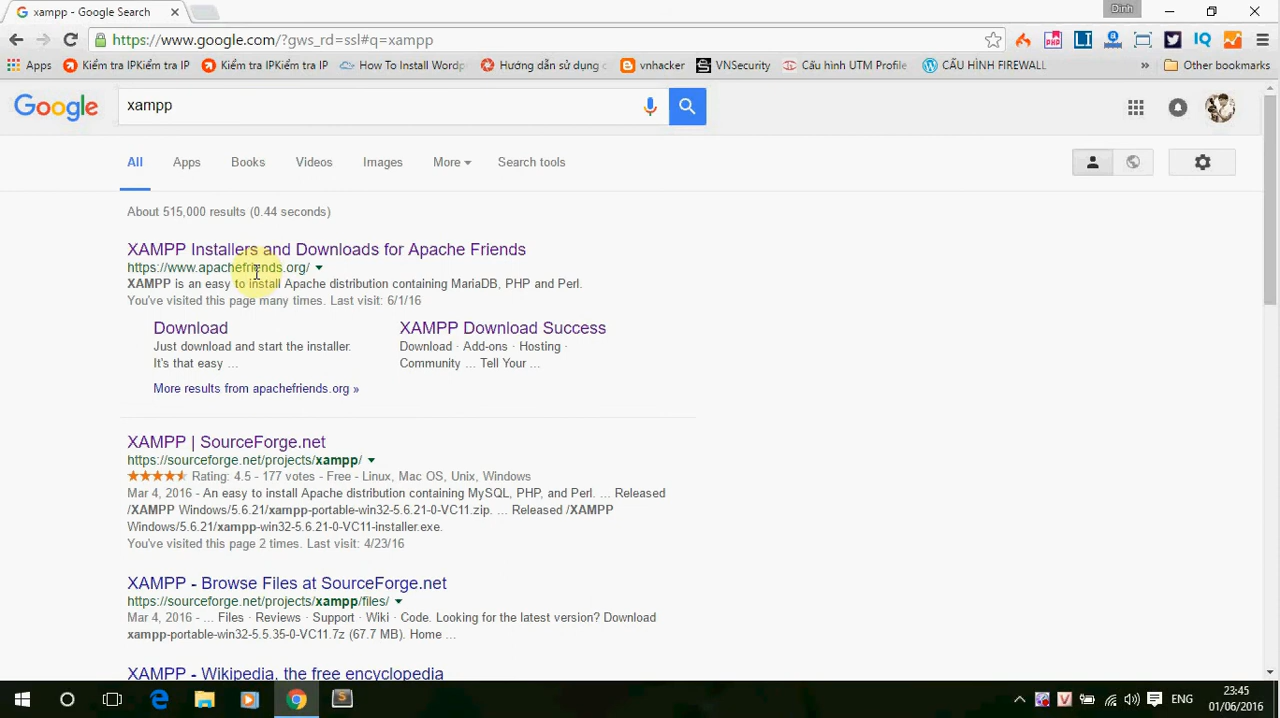 xampp - Google Search
Dinh
https://www.google.com/?gws_rd=ssl#q=xampp
Apps
Kiểm tra IPKiểm tra IP
Kiểm tra IPKiểm tra IP
How To Install Wordp
Hướng dẫn sử dụng c
vnhacker
VNSecurity
Cấu hình UTM Profile
CẤU HÌNH FIREWALL
»
Other bookmarks
Google
xampp
All
Apps
Books
Videos
Images
More
Search tools
About 515,000 results (0.44 seconds)
XAMPP Installers and Downloads for Apache Friends
https://www.apachefriends.org/
XAMPP is an easy to install Apache distribution containing MariaDB, PHP and Perl.
You've visited this page many times. Last visit: 6/1/16
Download
XAMPP Download Success
Just download and start the installer.
Download · Add-ons · Hosting ·
It's that easy ...
Community ... Tell Your ...
More results from apachefriends.org »
XAMPP | SourceForge.net
https://sourceforge.net/projects/xampp/
Rating: 4.5 - 177 votes - Free - Linux, Mac OS, Unix, Windows
Mar 4, 2016 - An easy to install Apache distribution containing MySQL, PHP, and Perl. ... Released
/XAMPP Windows/5.6.21/xampp-portable-win32-5.6.21-0-VC11.zip. ... Released /XAMPP
Windows/5.6.21/xampp-win32-5.6.21-0-VC11-installer.exe.
You've visited this page 2 times. Last visit: 4/23/16
XAMPP - Browse Files at SourceForge.net
https://sourceforge.net/projects/xampp/files/
Mar 4, 2016 - ... Files · Reviews · Support · Wiki · Code. Looking for the latest version? Download
xampp-portable-win32-5.5.35-0-VC11.7z (67.7 MB). Home ...
XAMPP - Wikipedia, the free encyclopedia
ENG
23:45
01/06/2016